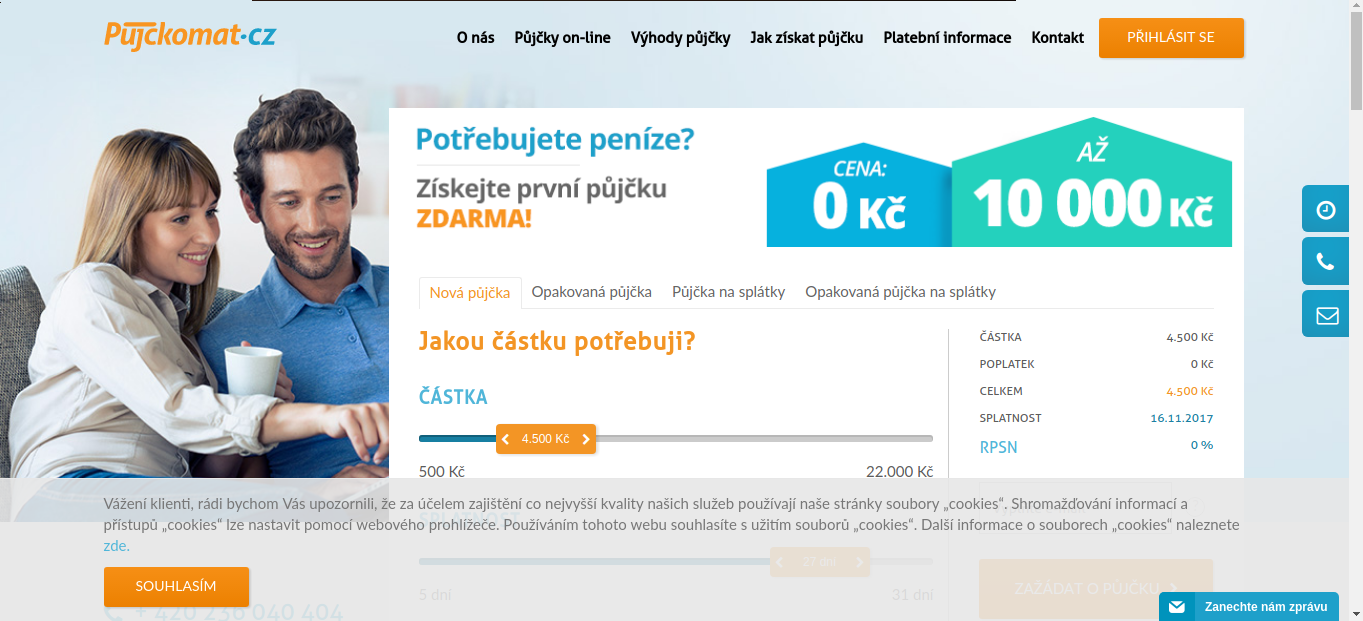 Půjčkomat·cz
O nás
Půjčky on-line
Výhody půjčky
Jak získat půjčku
Platební informace
Kontakt
PŘIHLÁSIT SE
Potřebujete peníze?
Získejte první půjčku
ZDARMA!
CENA:
0 Kč
AŽ
10 000 Kč
Nová půjčka
Opakovaná půjčka
Půjčka na splátky
Opakovaná půjčka na splátky
Jakou částku potřebuji?
ČÁSTKA
4.500 Kč
500 Kč
22.000 Kč
ČÁSTKA 4.500 Kč
POPLATEK 0 Kč
CELKEM 4.500 Kč
SPLATNOST 16.11.2017
RPSN 0 %
SPLATNOST
27 dní
5 dní
31 dní
ZAŽÁDAT O PŮJČKU
Vážení klienti, rádi bychom Vás upozornili, že za účelem zajištění co nejvyšší kvality našich služeb používají naše stránky soubory „cookies“. Shromažďování informací a
přístupů „cookies“ lze nastavit pomocí webového prohlížeče. Používáním tohoto webu souhlasíte s užitím souborů „cookies“. Další informace o souborech „cookies“ naleznete
zde.
SOUHLASÍM
+ 420 236 040 404
Zanechte nám zprávu